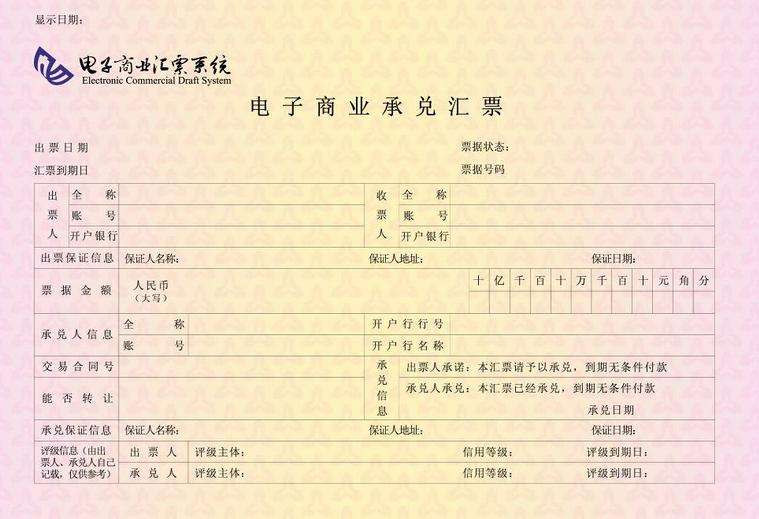 显示日期:
电子商业汇票系统
Electronic Commercial Draft System
电子商业承兑汇票
出票日期 票据状态:
汇票到期日 票据号码
出票人 全称 收票人 全称
账号 账号
开户银行 开户银行
出票保证信息 保证人名称: 保证人地址: 保证日期:
票据金额 人民币 十亿千百十万千百十元角分
(大写)
承兑人信息 全称 开户行行号
账号 开户行名称
交易合同号 承兑信息 出票人承诺: 本汇票请予以承兑, 到期无条件付款
能否转让 承兑人承兑: 本汇票已经承兑, 到期无条件付款
承兑日期
承兑保证信息 保证人名称: 保证人地址: 保证日期:
评级信息(由出 出票人 评级主体: 信用等级: 评级到期日:
票人、承兑人自己
记载, 仅供参考) 承兑人 评级主体: 信用等级: 评级到期日: